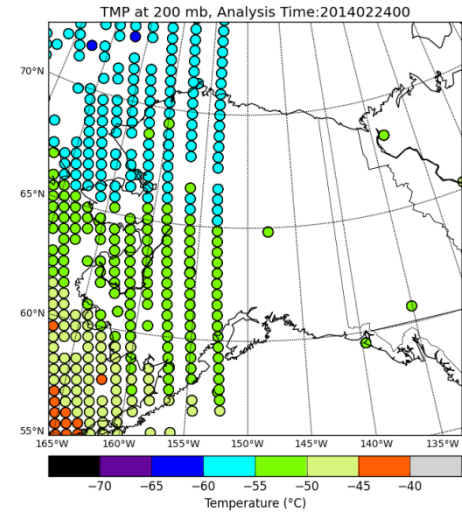 TMP at 200 mb, Analysis Time:2014022400
70°N
65°N
60°N
55°N
165°W 160°W 155°W 150°W 145°W 140°W 135°W
−70 −65 −60 −55 −50 −45 −40
Temperature (°C)